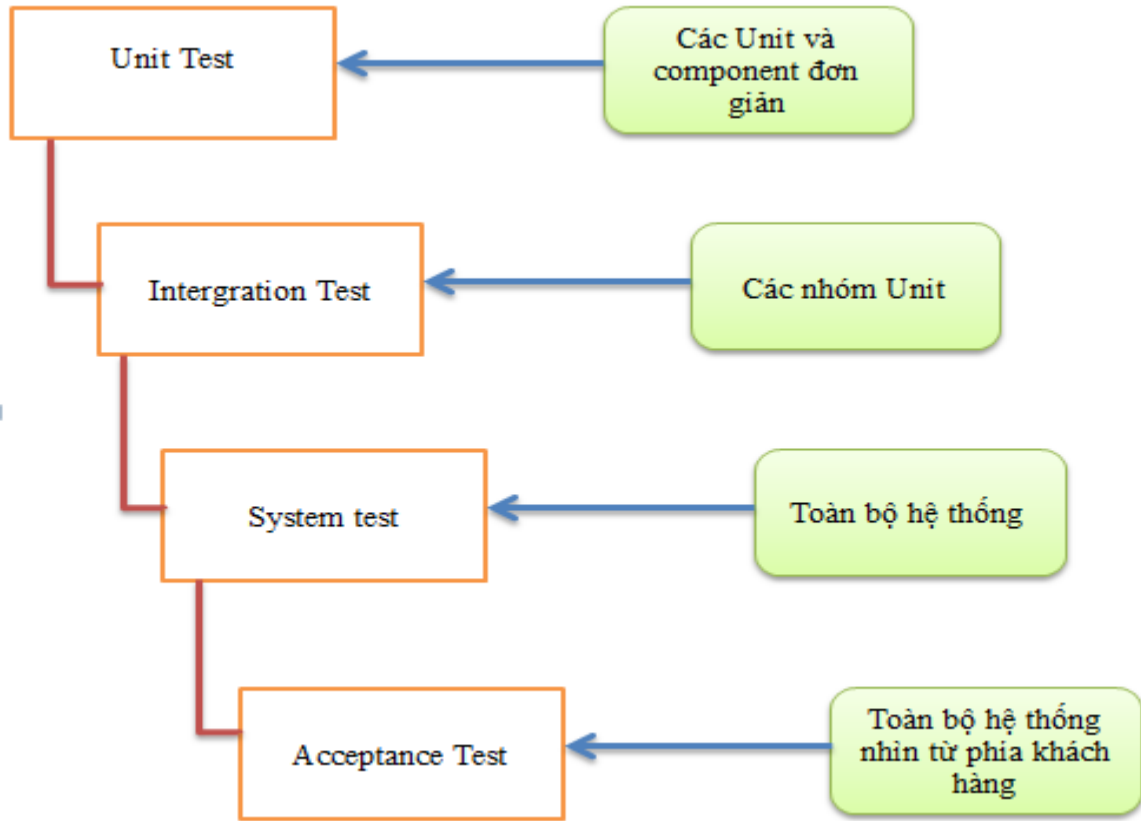 Unit Test
Các Unit và
component đơn
giản
Intergration Test
Các nhóm Unit
System test
Toàn bộ hệ thống
Acceptance Test
Toàn bộ hệ thống
nhìn từ phía khách
hàng